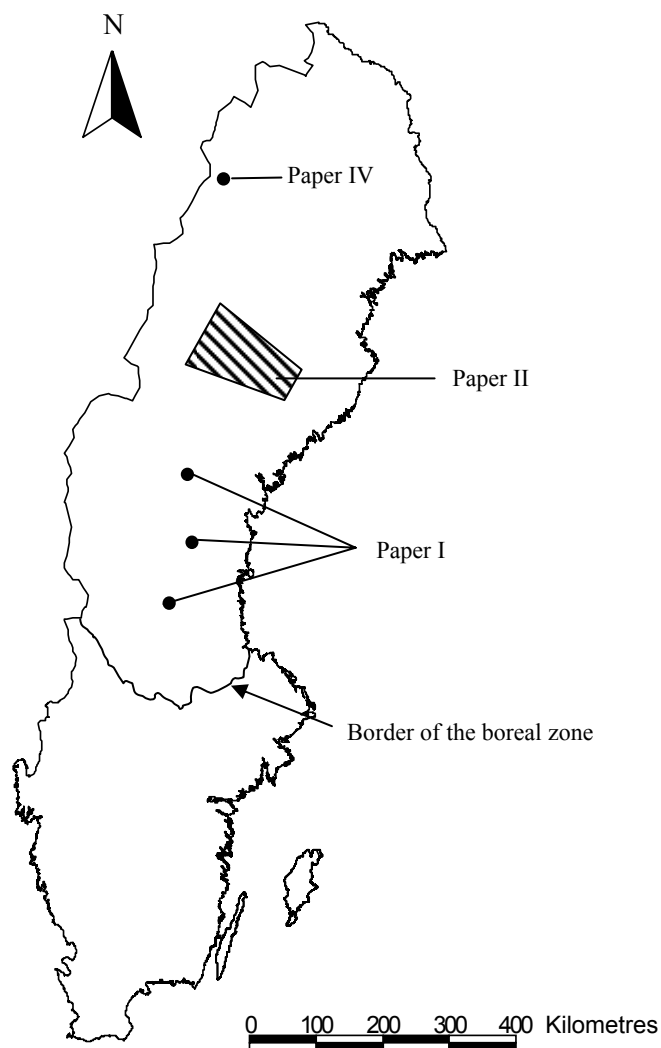 N
Paper IV
Paper II
Paper I
Border of the boreal zone
0 100 200 300 400 Kilometres